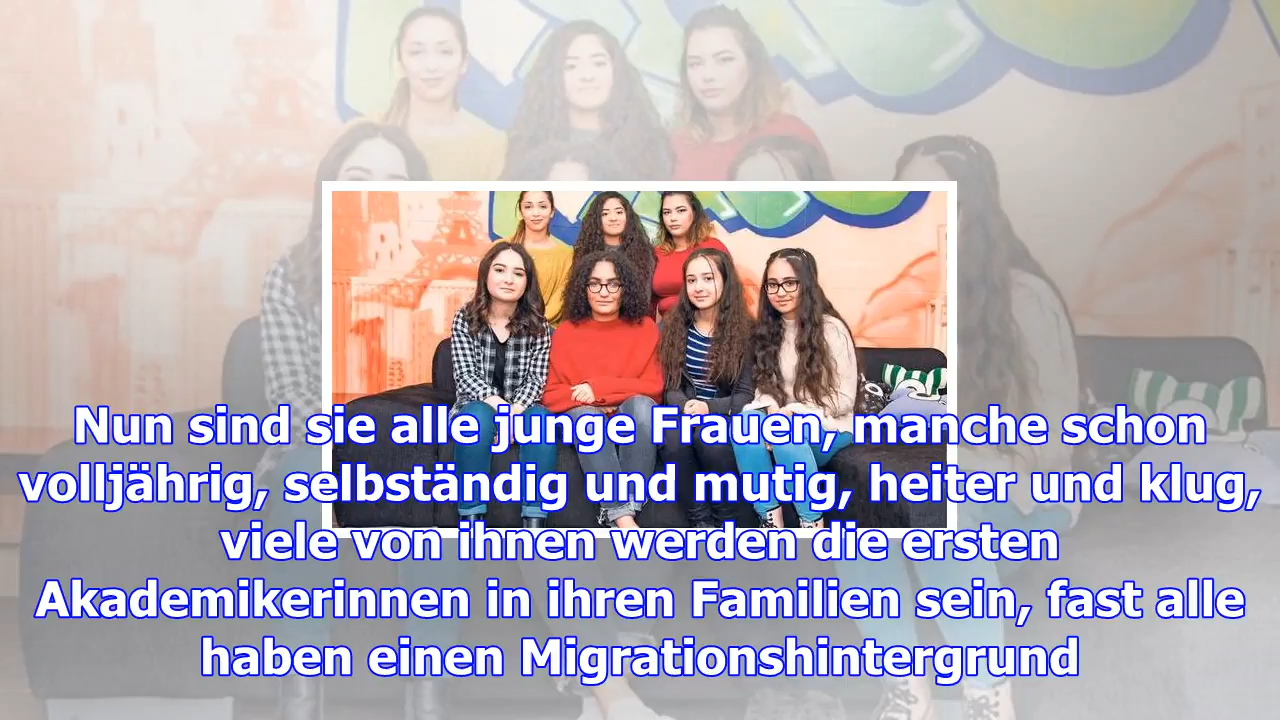 Nun sind sie alle junge Frauen, manche schon
volljährig, selbständig und mutig, heiter und klug,
viele von ihnen werden die ersten
Akademikerinnen in ihren Familien sein, fast alle
haben einen Migrationshintergrund